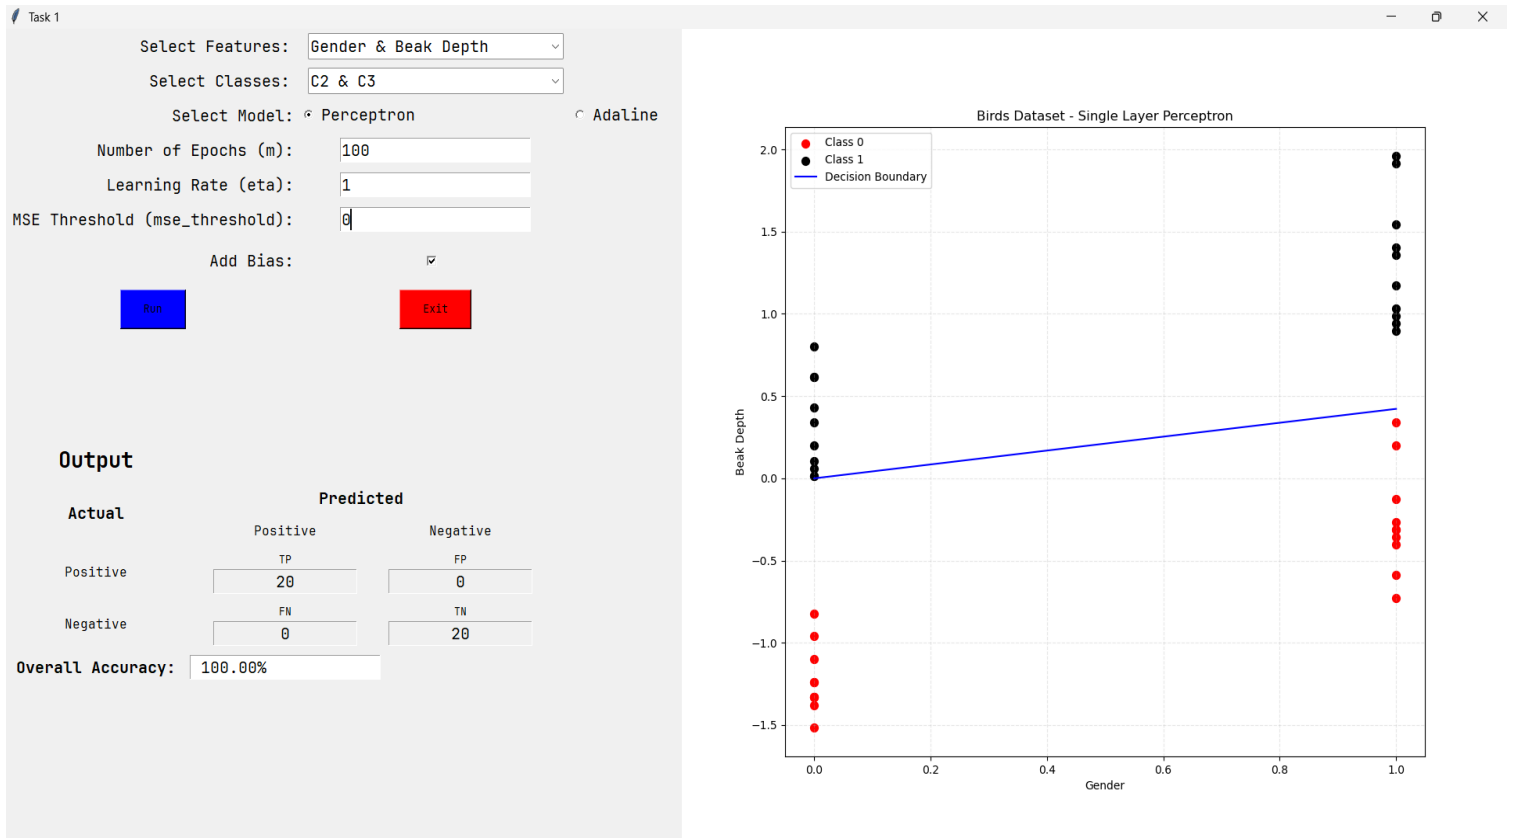 Task 1
Select Features: Gender & Beak Depth
Select Classes: C2 & C3
Select Model: Perceptron Adaline
Number of Epochs (m): 100
Learning Rate (eta): 1
MSE Threshold (mse_threshold): 0
Add Bias:
Run Exit
Output
Predicted
Actual
Positive Negative
TP FP
Positive 20 0
FN TN
Negative 0 20
Overall Accuracy: 100.00%
Birds Dataset - Single Layer Perceptron
Class 0
Class 1
Decision Boundary
2.0
1.5
1.0
0.5
0.0
−0.5
−1.0
−1.5
Beak Depth
0.0 0.2 0.4 0.6 0.8 1.0
Gender